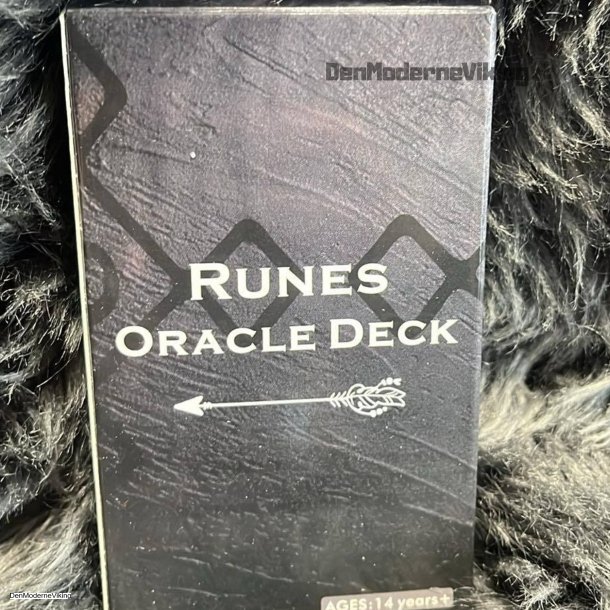 DenModerneViking
RUNES
ORACLE DECK
AGES: 14 years+
DenModerneViking